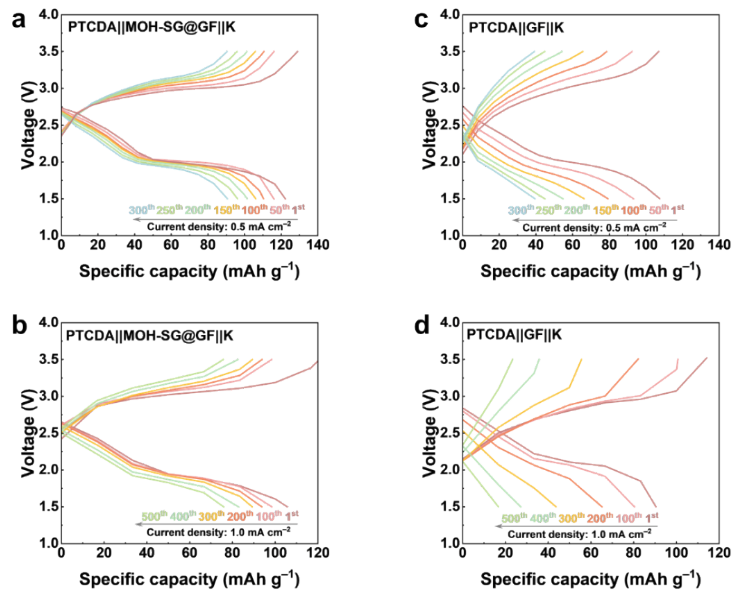 a
PTCDA||MOH-SG@GF||K
4.0
3.5
3.0
2.5
2.0
1.5
1.0
Voltage (V)
300th 250th 200th 150th 100th 50th 1st
Current density: 0.5 mA cm–2
0 20 40 60 80 100 120 140
Specific capacity (mAh g–1)
c
PTCDA||GF||K
4.0
3.5
3.0
2.5
2.0
1.5
1.0
Voltage (V)
300th 250th 200th 150th 100th 50th 1st
Current density: 0.5 mA cm–2
0 20 40 60 80 100 120 140
Specific capacity (mAh g–1)
b
PTCDA||MOH-SG@GF||K
4.0
3.5
3.0
2.5
2.0
1.5
1.0
Voltage (V)
500th 400th 300th 200th 100th 1st
Current density: 1.0 mA cm–2
0 20 40 60 80 100 120
Specific capacity (mAh g–1)
d
PTCDA||GF||K
4.0
3.5
3.0
2.5
2.0
1.5
1.0
Voltage (V)
500th 400th 300th 200th 100th 1st
Current density: 1.0 mA cm–2
0 20 40 60 80 100 120
Specific capacity (mAh g–1)